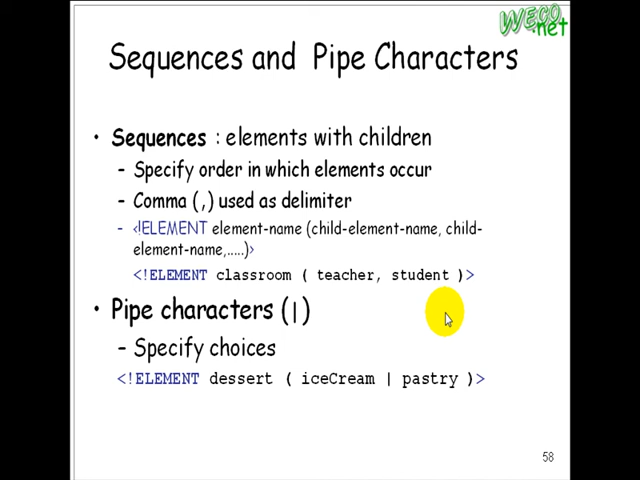 WECO
.net
Sequences and Pipe Characters
• Sequences : elements with children
– Specify order in which elements occur
– Comma (,) used as delimiter
– <!ELEMENT element-name (child-element-name, child-
element-name,.....)>
<!ELEMENT classroom ( teacher, student )>
• Pipe characters (|)
– Specify choices
<!ELEMENT dessert ( iceCream | pastry )>
58